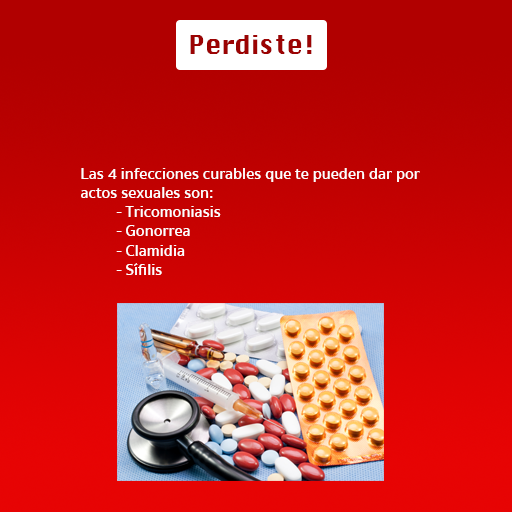 Perdiste!
Las 4 infecciones curables que te pueden dar por
actos sexuales son:
- Tricomoniasis
- Gonorrea
- Clamidia
- Sífilis